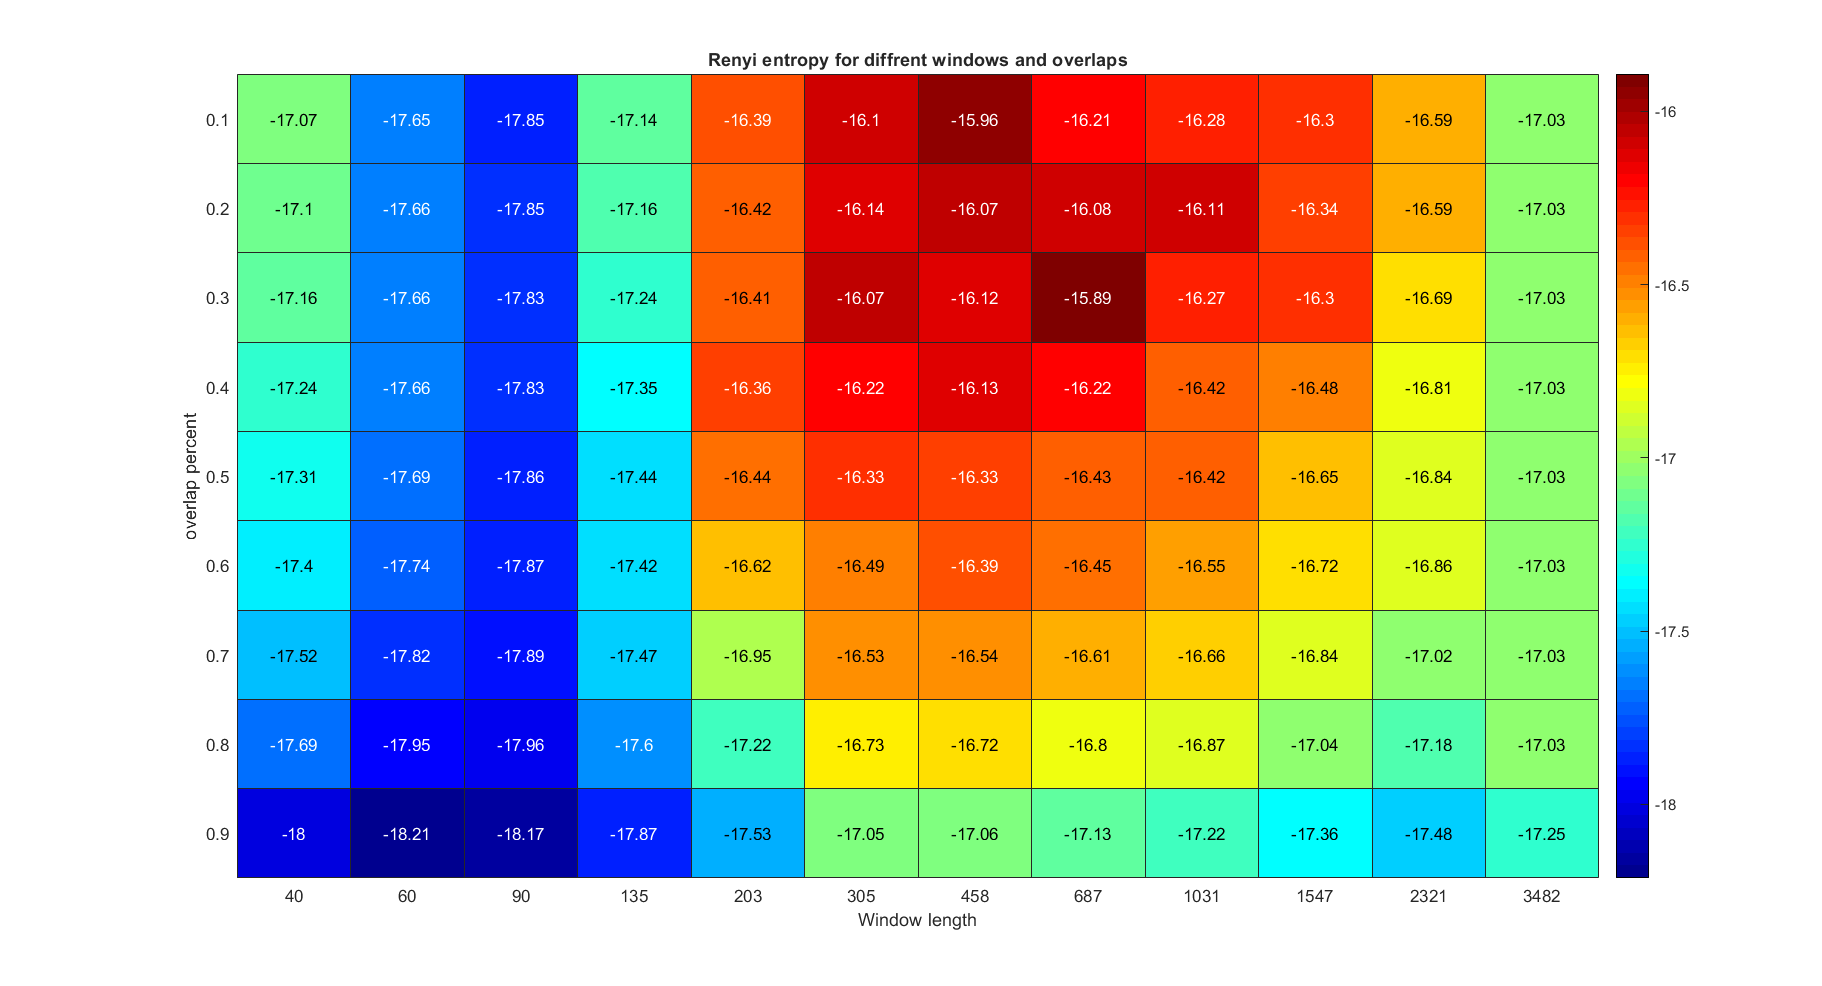 Renyi entropy for diffrent windows and overlaps
0.1 -17.07 -17.65 -17.85 -17.14 -16.39 -16.1 -15.96 -16.21 -16.28 -16.3 -16.59 -17.03
0.2 -17.1 -17.66 -17.85 -17.16 -16.42 -16.14 -16.07 -16.08 -16.11 -16.34 -16.59 -17.03
0.3 -17.16 -17.66 -17.83 -17.24 -16.41 -16.07 -16.12 -15.89 -16.27 -16.3 -16.69 -17.03
0.4 -17.24 -17.66 -17.83 -17.35 -16.36 -16.22 -16.13 -16.22 -16.42 -16.48 -16.81 -17.03
0.5 -17.31 -17.69 -17.86 -17.44 -16.44 -16.33 -16.33 -16.43 -16.42 -16.65 -16.84 -17.03
0.6 -17.4 -17.74 -17.87 -17.42 -16.62 -16.49 -16.39 -16.45 -16.55 -16.72 -16.86 -17.03
0.7 -17.52 -17.82 -17.89 -17.47 -16.95 -16.53 -16.54 -16.61 -16.66 -16.84 -17.02 -17.03
0.8 -17.69 -17.95 -17.96 -17.6 -17.22 -16.73 -16.72 -16.8 -16.87 -17.04 -17.18 -17.03
0.9 -18 -18.21 -18.17 -17.87 -17.53 -17.05 -17.06 -17.13 -17.22 -17.36 -17.48 -17.25
40 60 90 135 203 305 458 687 1031 1547 2321 3482
Window length
overlap percent
-16
-16.5
-17
-17.5
-18